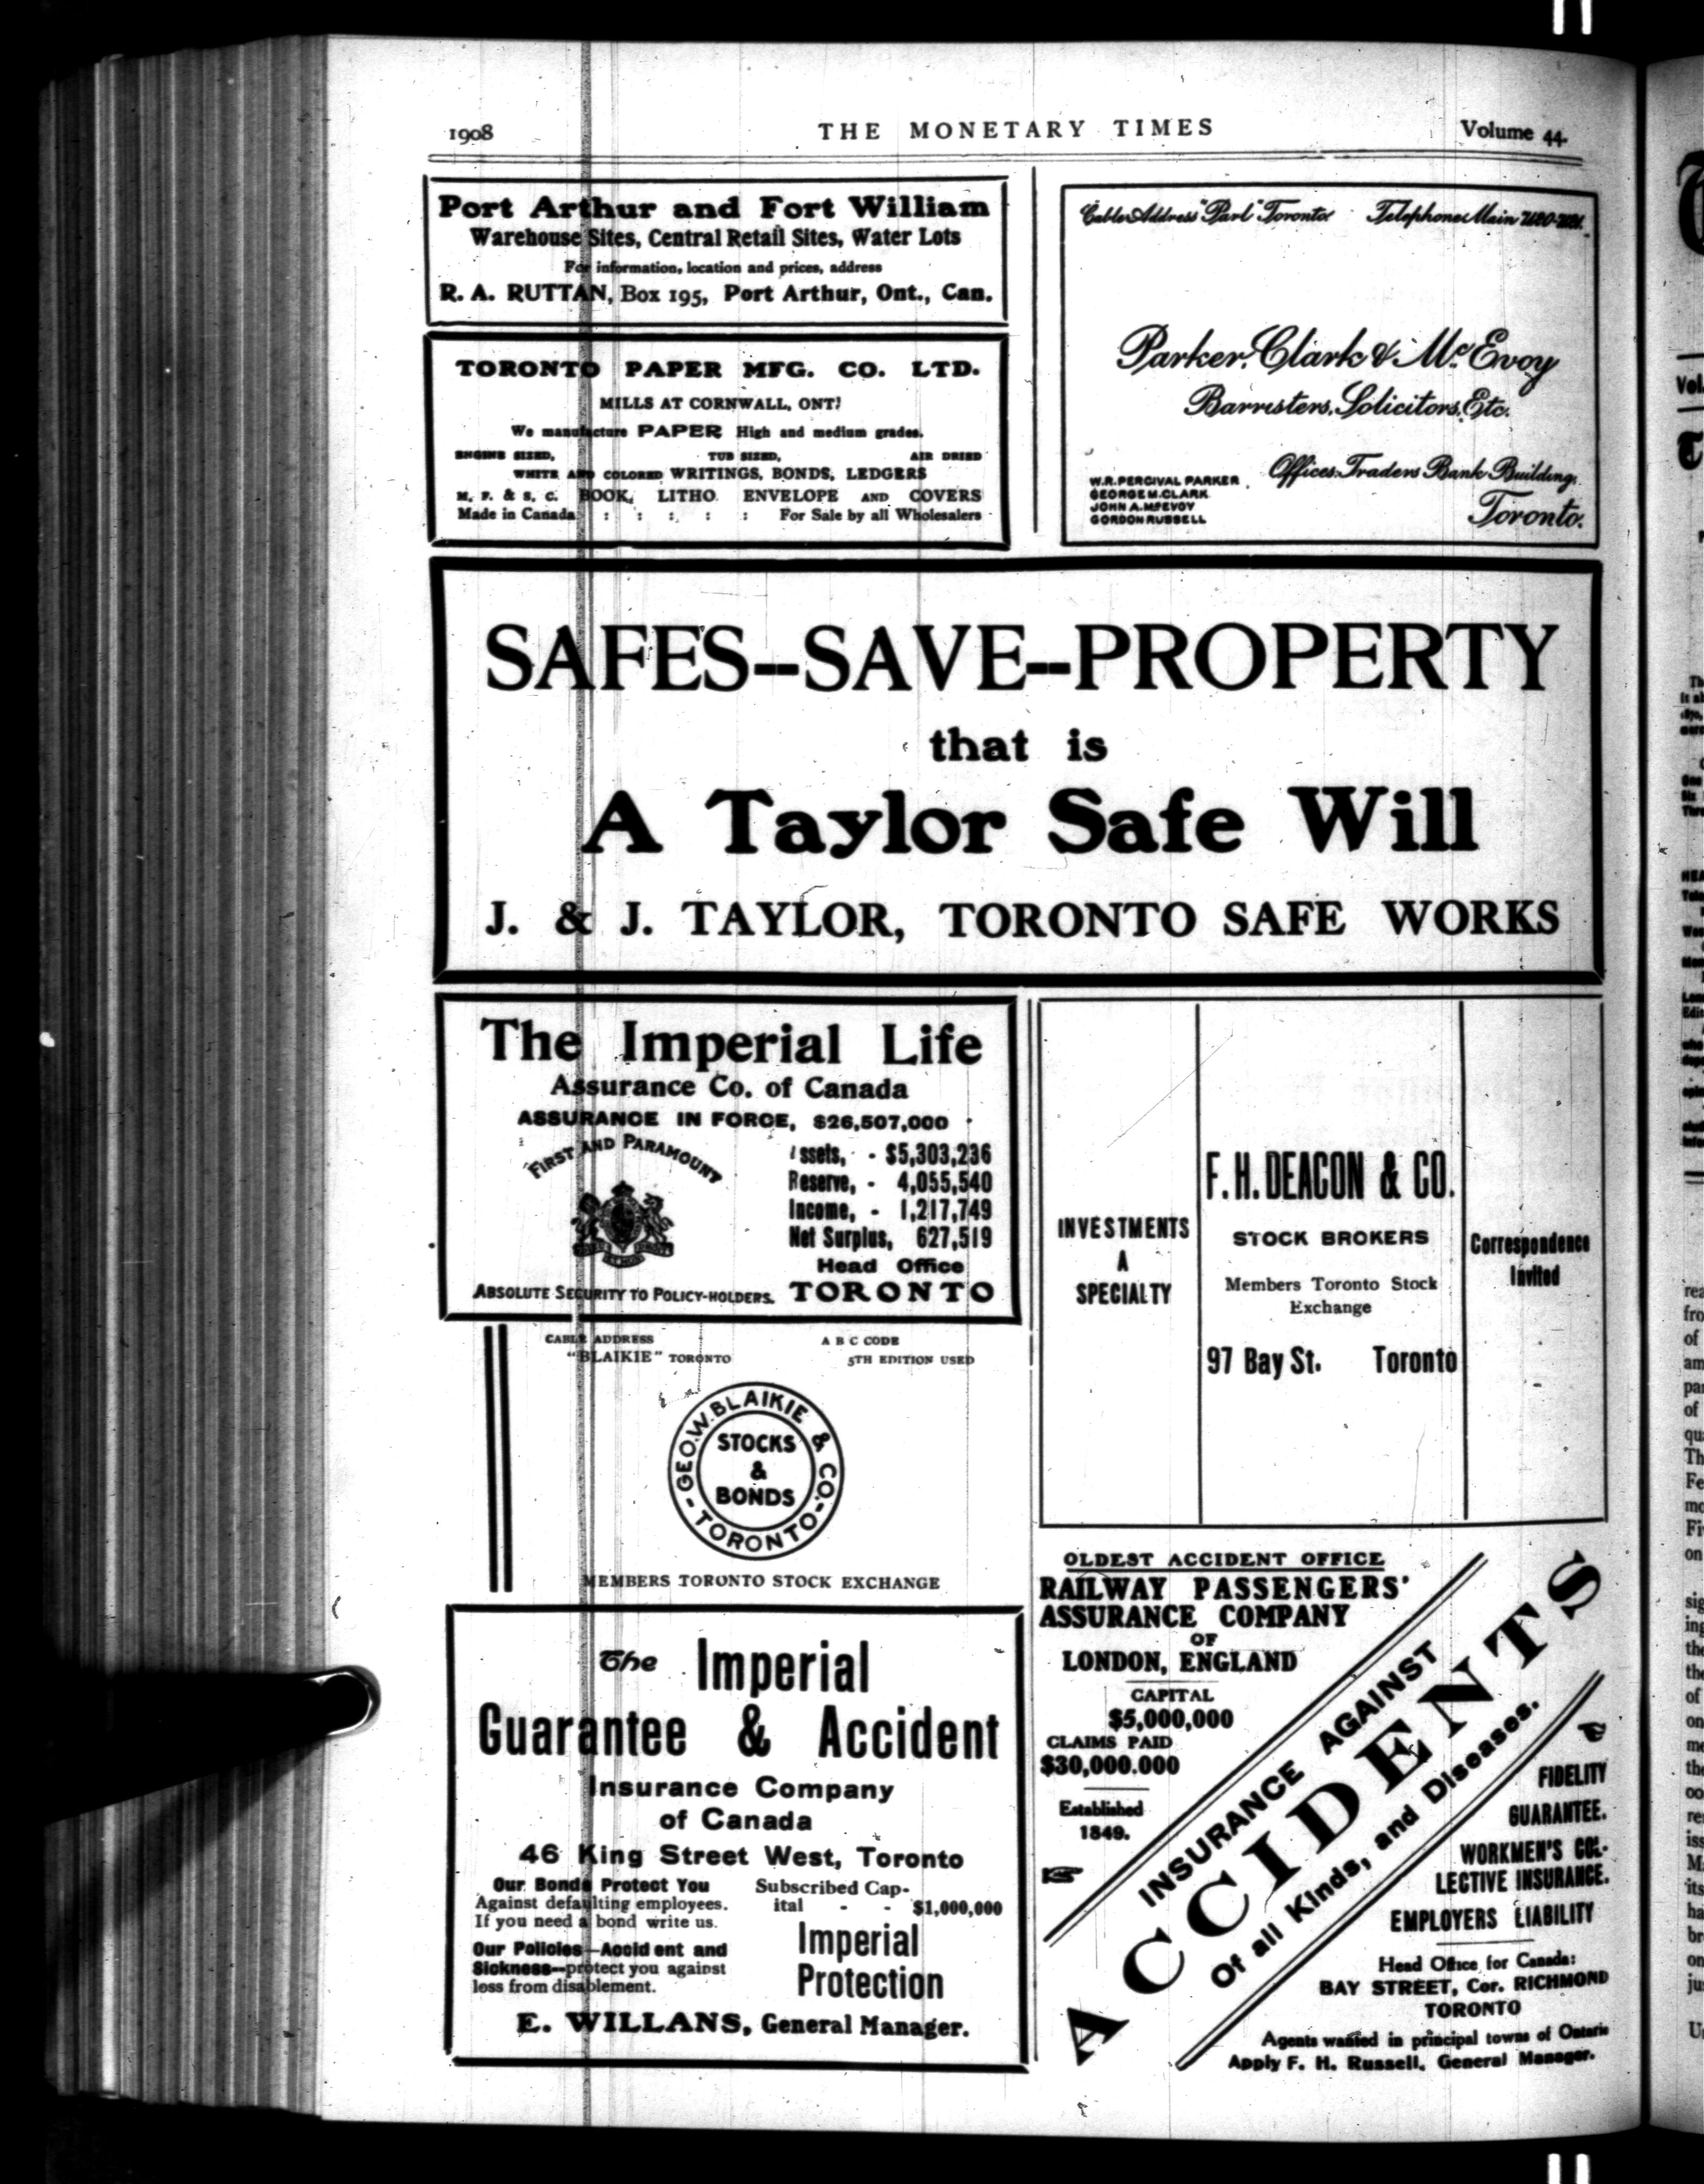 1908
THE MONETARY TIMES
Volume 44.
Port Arthur and Fort William
Warehouse Sites, Central Retail Sites, Water Lots
For information, location and prices, address
R. A. RUTTAN, Box 195, Port Arthur, Ont., Can.
TORONTO PAPER MFG. CO. LTD.
MILLS AT CORNWALL, ONT.
We manufacture PAPER High and medium grades.
ENGINE SIZED, TUB SIZED, AIR DRIED
WHITE AND COLORED WRITINGS, BONDS, LEDGERS
M. F. & S. C. BOOK, LITHO. ENVELOPE AND COVERS
Made in Canada : : : : : For Sale by all Wholesalers
Cable Address "Parl" Toronto Telephones Main
Parker, Clark & McEvoy
Barristers, Solicitors, Etc.
W.R. PERCIVAL PARKER
GEORGE M. CLARK
JOHN A. McEVOY
GORDON RUSSELL
Offices: Traders Bank Building,
Toronto.
SAFES--SAVE--PROPERTY
that is
A Taylor Safe Will
J. & J. TAYLOR, TORONTO SAFE WORKS
The Imperial Life
Assurance Co. of Canada
ASSURANCE IN FORCE, $26,507,000
FIRST AND PARAMOUNT
Assets, - $5,303,236
Reserve, - 4,055,540
Income, - 1,217,749
Net Surplus, 627,519
Head Office
ABSOLUTE SECURITY TO POLICY-HOLDERS. TORONTO
INVESTMENTS
A
SPECIALTY
F. H. DEACON & CO.
STOCK BROKERS
Members Toronto Stock
Exchange
97 Bay St. Toronto
Correspondence
Invited
CABLE ADDRESS
"BLAIKIE" TORONTO
A B C CODE
5TH EDITION USED
GEO. W. BLAIKIE & CO. - TORONTO -
STOCKS
&
BONDS
MEMBERS TORONTO STOCK EXCHANGE
The Imperial
Guarantee & Accident
Insurance Company
of Canada
46 King Street West, Toronto
Our Bonds Protect You
Against defaulting employees.
If you need a bond write us.
Our Policies--Accident and
Sickness--protect you against
loss from disablement.
Subscribed Cap-
ital - - $1,000,000
Imperial
Protection
E. WILLANS, General Manager.
OLDEST ACCIDENT OFFICE
RAILWAY PASSENGERS'
ASSURANCE COMPANY
OF
LONDON, ENGLAND
CAPITAL
$5,000,000
CLAIMS PAID
$30,000.000
Established
1849.
INSURANCE AGAINST
ACCIDENTS
Of all Kinds, and Diseases.
FIDELITY
GUARANTEE.
WORKMEN'S COL-
LECTIVE INSURANCE.
EMPLOYERS LIABILITY
Head Office for Canada:
BAY STREET, Cor. RICHMOND
TORONTO
Agents wanted in principal towns of Ontario
Apply F. H. Russell, General Manager.